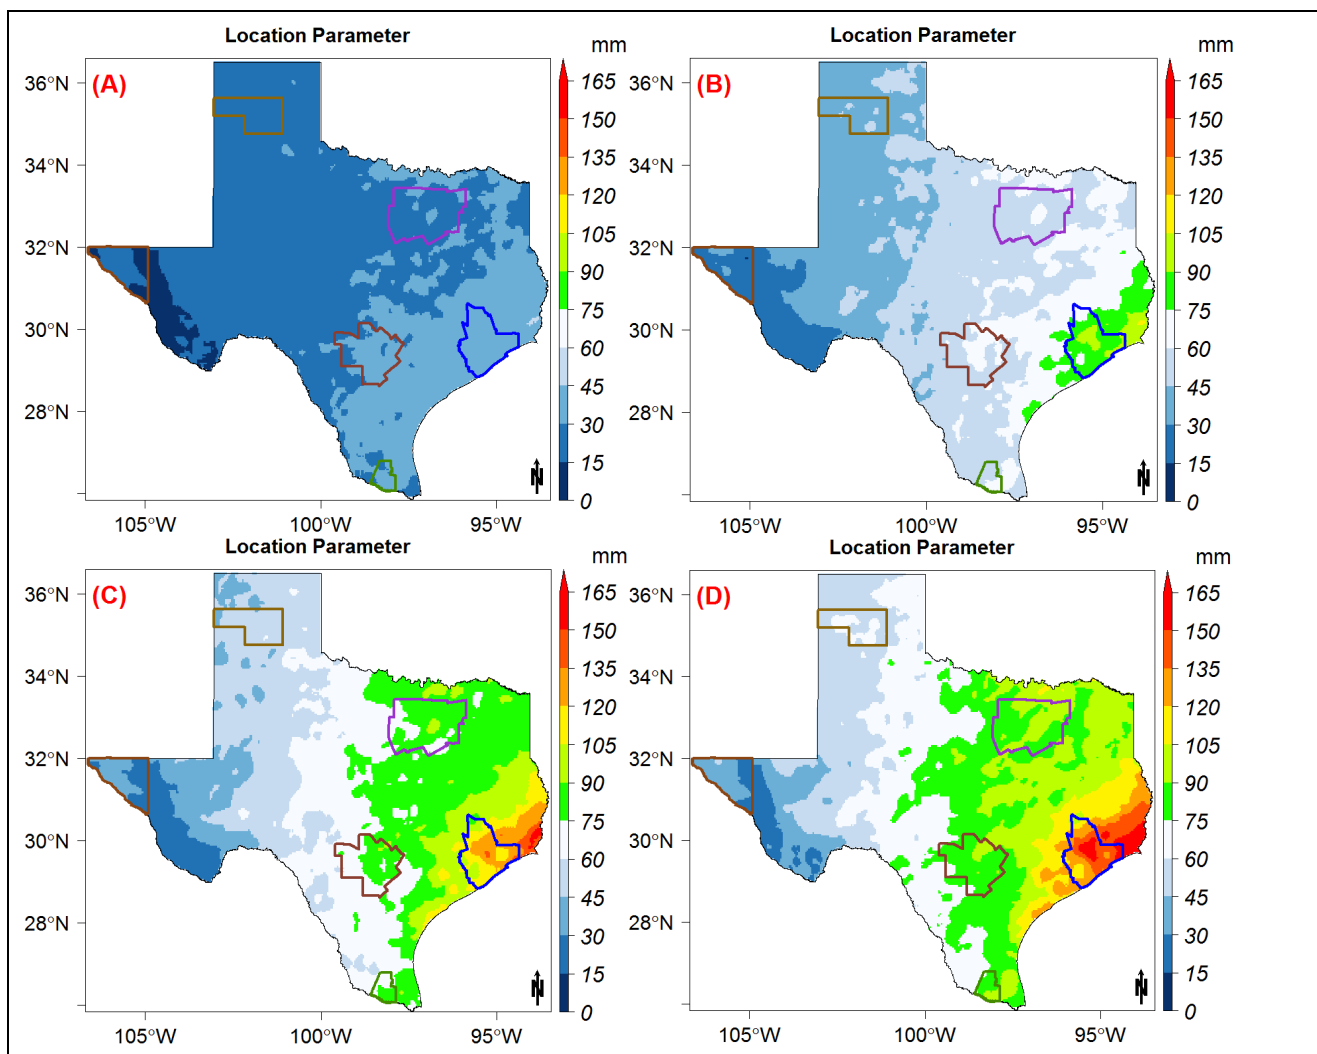 Location Parameter
mm
(A)
36°N
34°N
32°N
30°N
28°N
105°W
100°W
95°W
165
150
135
120
105
90
75
60
45
30
15
0
N
Location Parameter
mm
(B)
36°N
34°N
32°N
30°N
28°N
105°W
100°W
95°W
165
150
135
120
105
90
75
60
45
30
15
0
N
Location Parameter
mm
(C)
36°N
34°N
32°N
30°N
28°N
105°W
100°W
95°W
165
150
135
120
105
90
75
60
45
30
15
0
N
Location Parameter
mm
(D)
36°N
34°N
32°N
30°N
28°N
105°W
100°W
95°W
165
150
135
120
105
90
75
60
45
30
15
0
N